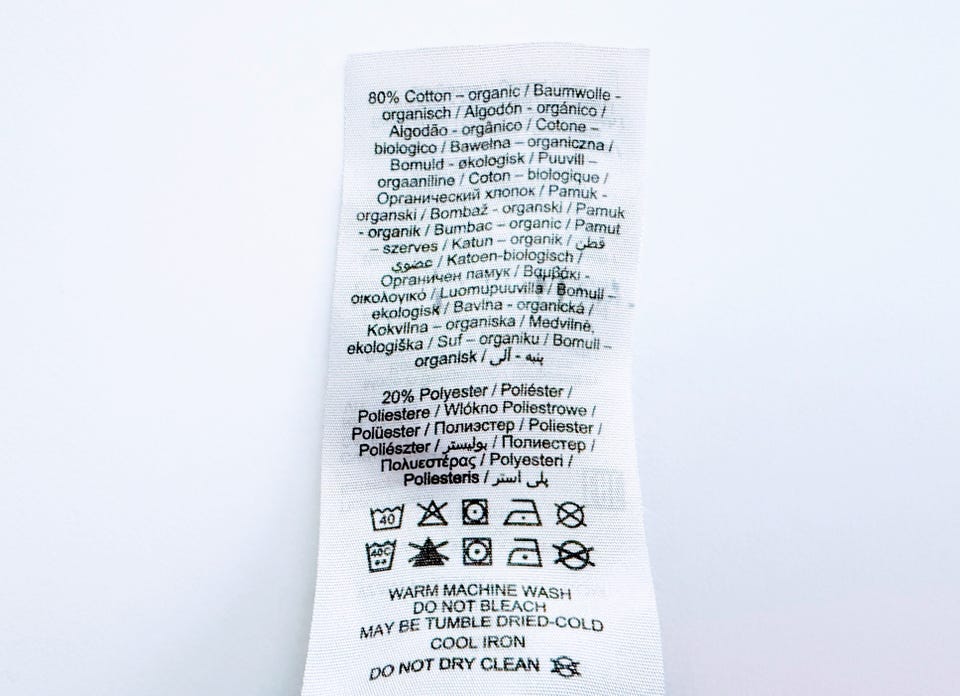 80% Cotton – organic / Baumwolle -
organisch / Algodón - orgánico /
Algodão - orgânico / Cotone –
biologico / Bawełna – organiczna /
Bomuld - økologisk / Puuvill –
orgaaniline / Coton – biologique /
Органический хлопок / Pamuk -
organski / Bombaž - organski / Pamuk
- organik / Bumbac – organic / Pamut
– szerves / Katun – organik / قطن
عضوي / Katoen-biologisch /
Органичен памук / Βαμβάκι -
οικολογικό / Luomupuuvilla / Bomull –
ekologisk / Bavlna - organická /
Kokvilna – organiska / Medvilnė,
ekologiška / Suf – organiku / Bomull –
organisk / پنبه - آلی
20% Polyester / Poliéster /
Poliestere / Włókno Poliestrowe /
Polüester / Полиэстер / Poliester /
Poliészter / بوليستر / Полиестер /
Πολυεστέρας / Polyesteri /
Poliesteris / پلی استر
40
40C
WARM MACHINE WASH
DO NOT BLEACH
MAY BE TUMBLE DRIED-COLD
COOL IRON
DO NOT DRY CLEAN